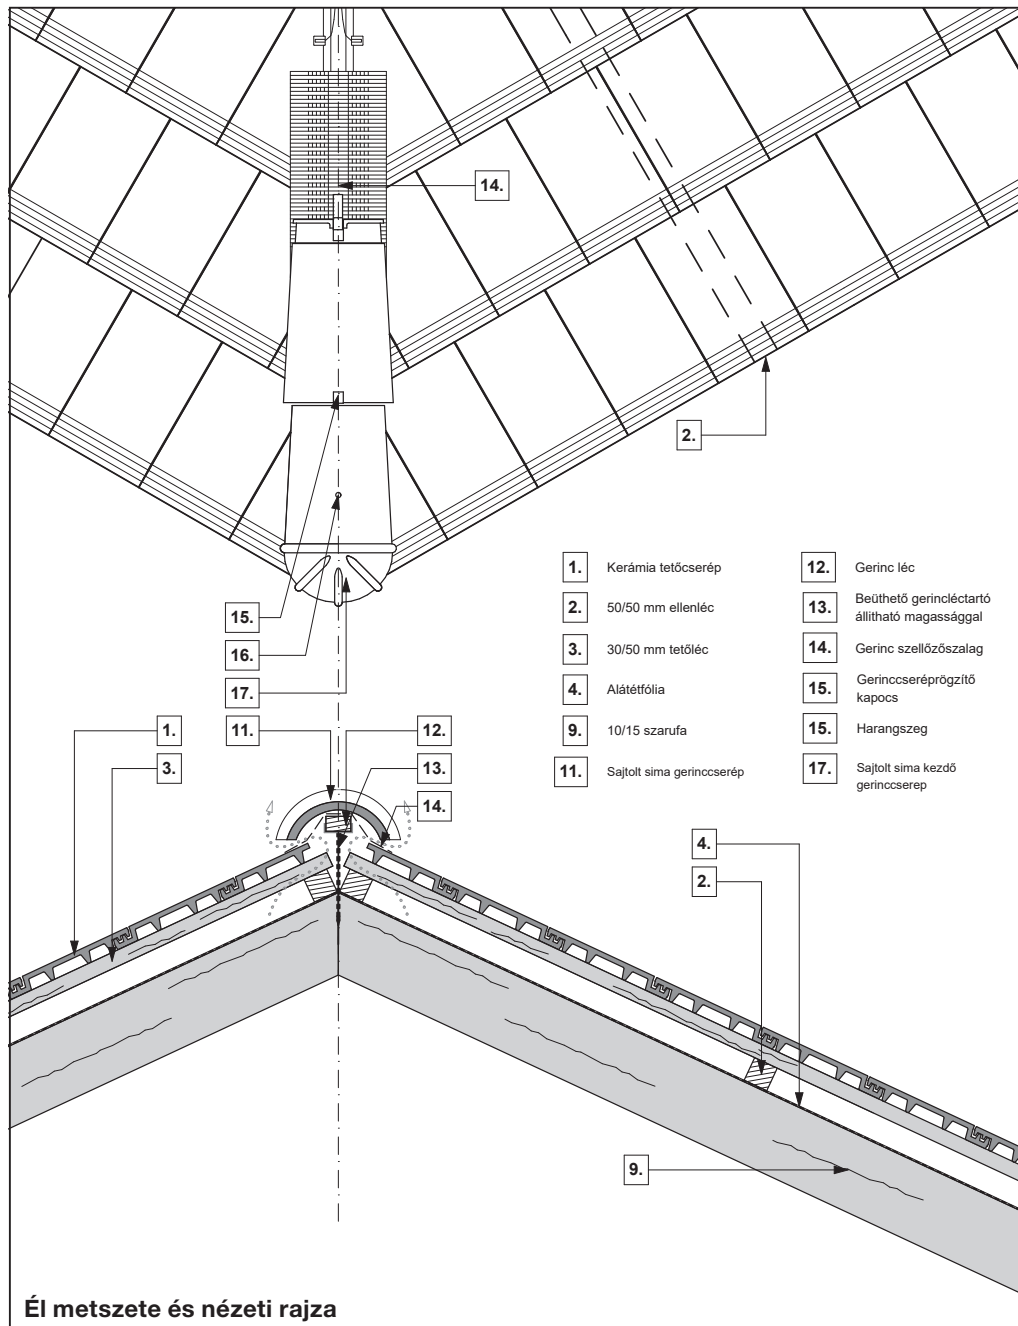 14.
2.
15.
16.
17.
1. Kerámia tetőcserép
2. 50/50 mm ellenléc
3. 30/50 mm tetőléc
4. Alátétfólia
9. 10/15 szarufa
11. Sajtolt sima gerinccserép
12. Gerinc léc
13. Beüthető gerincléctartó
állitható magassággal
14. Gerinc szellőzőszalag
15. Gerinccseréprögzítő
kapocs
15. Harangszeg
17. Sajtolt sima kezdő
gerinccserep
1.
3.
11.
12.
13.
14.
4.
2.
9.
Él metszete és nézeti rajza